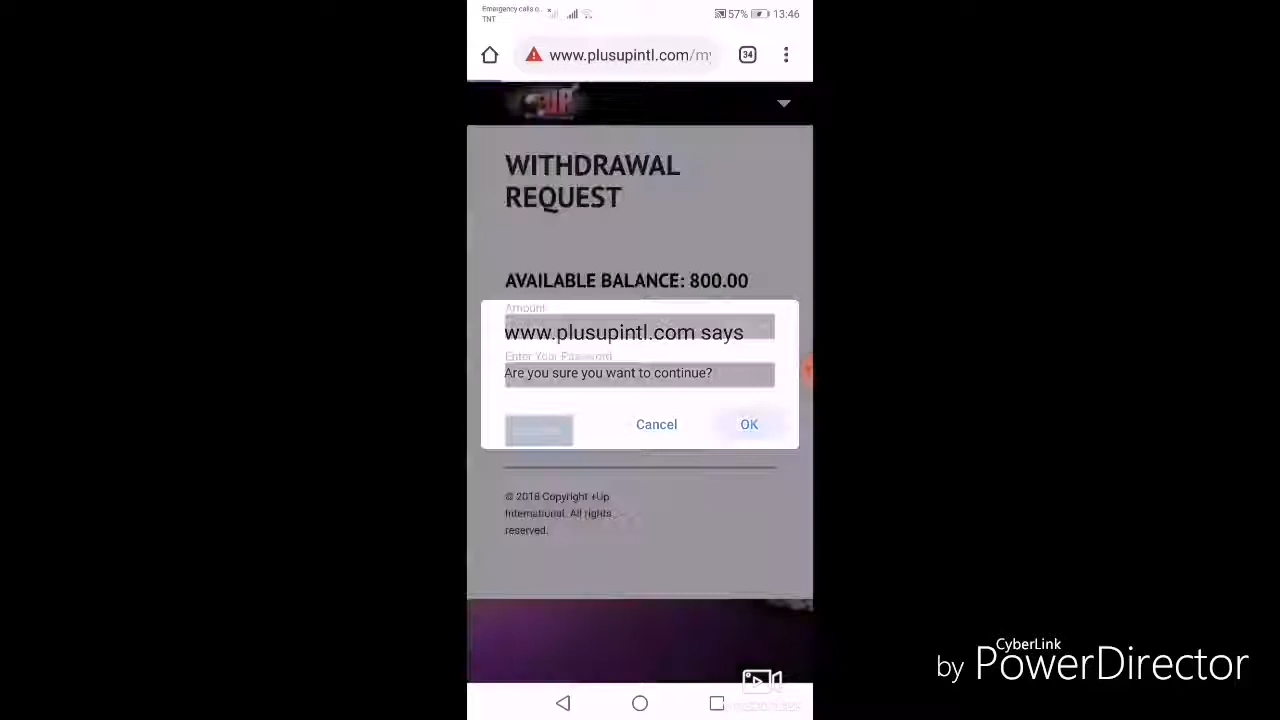 Emergency calls o..
TNT
57%
13:46
www.plusupintl.com/my
34
UP
WITHDRAWAL
REQUEST
AVAILABLE BALANCE: 800.00
Amount
www.plusupintl.com says
Enter Your Password
Are you sure you want to continue?
Cancel
OK
© 2018 Copyright +Up
International. All rights
reserved.
CyberLink
by PowerDirector